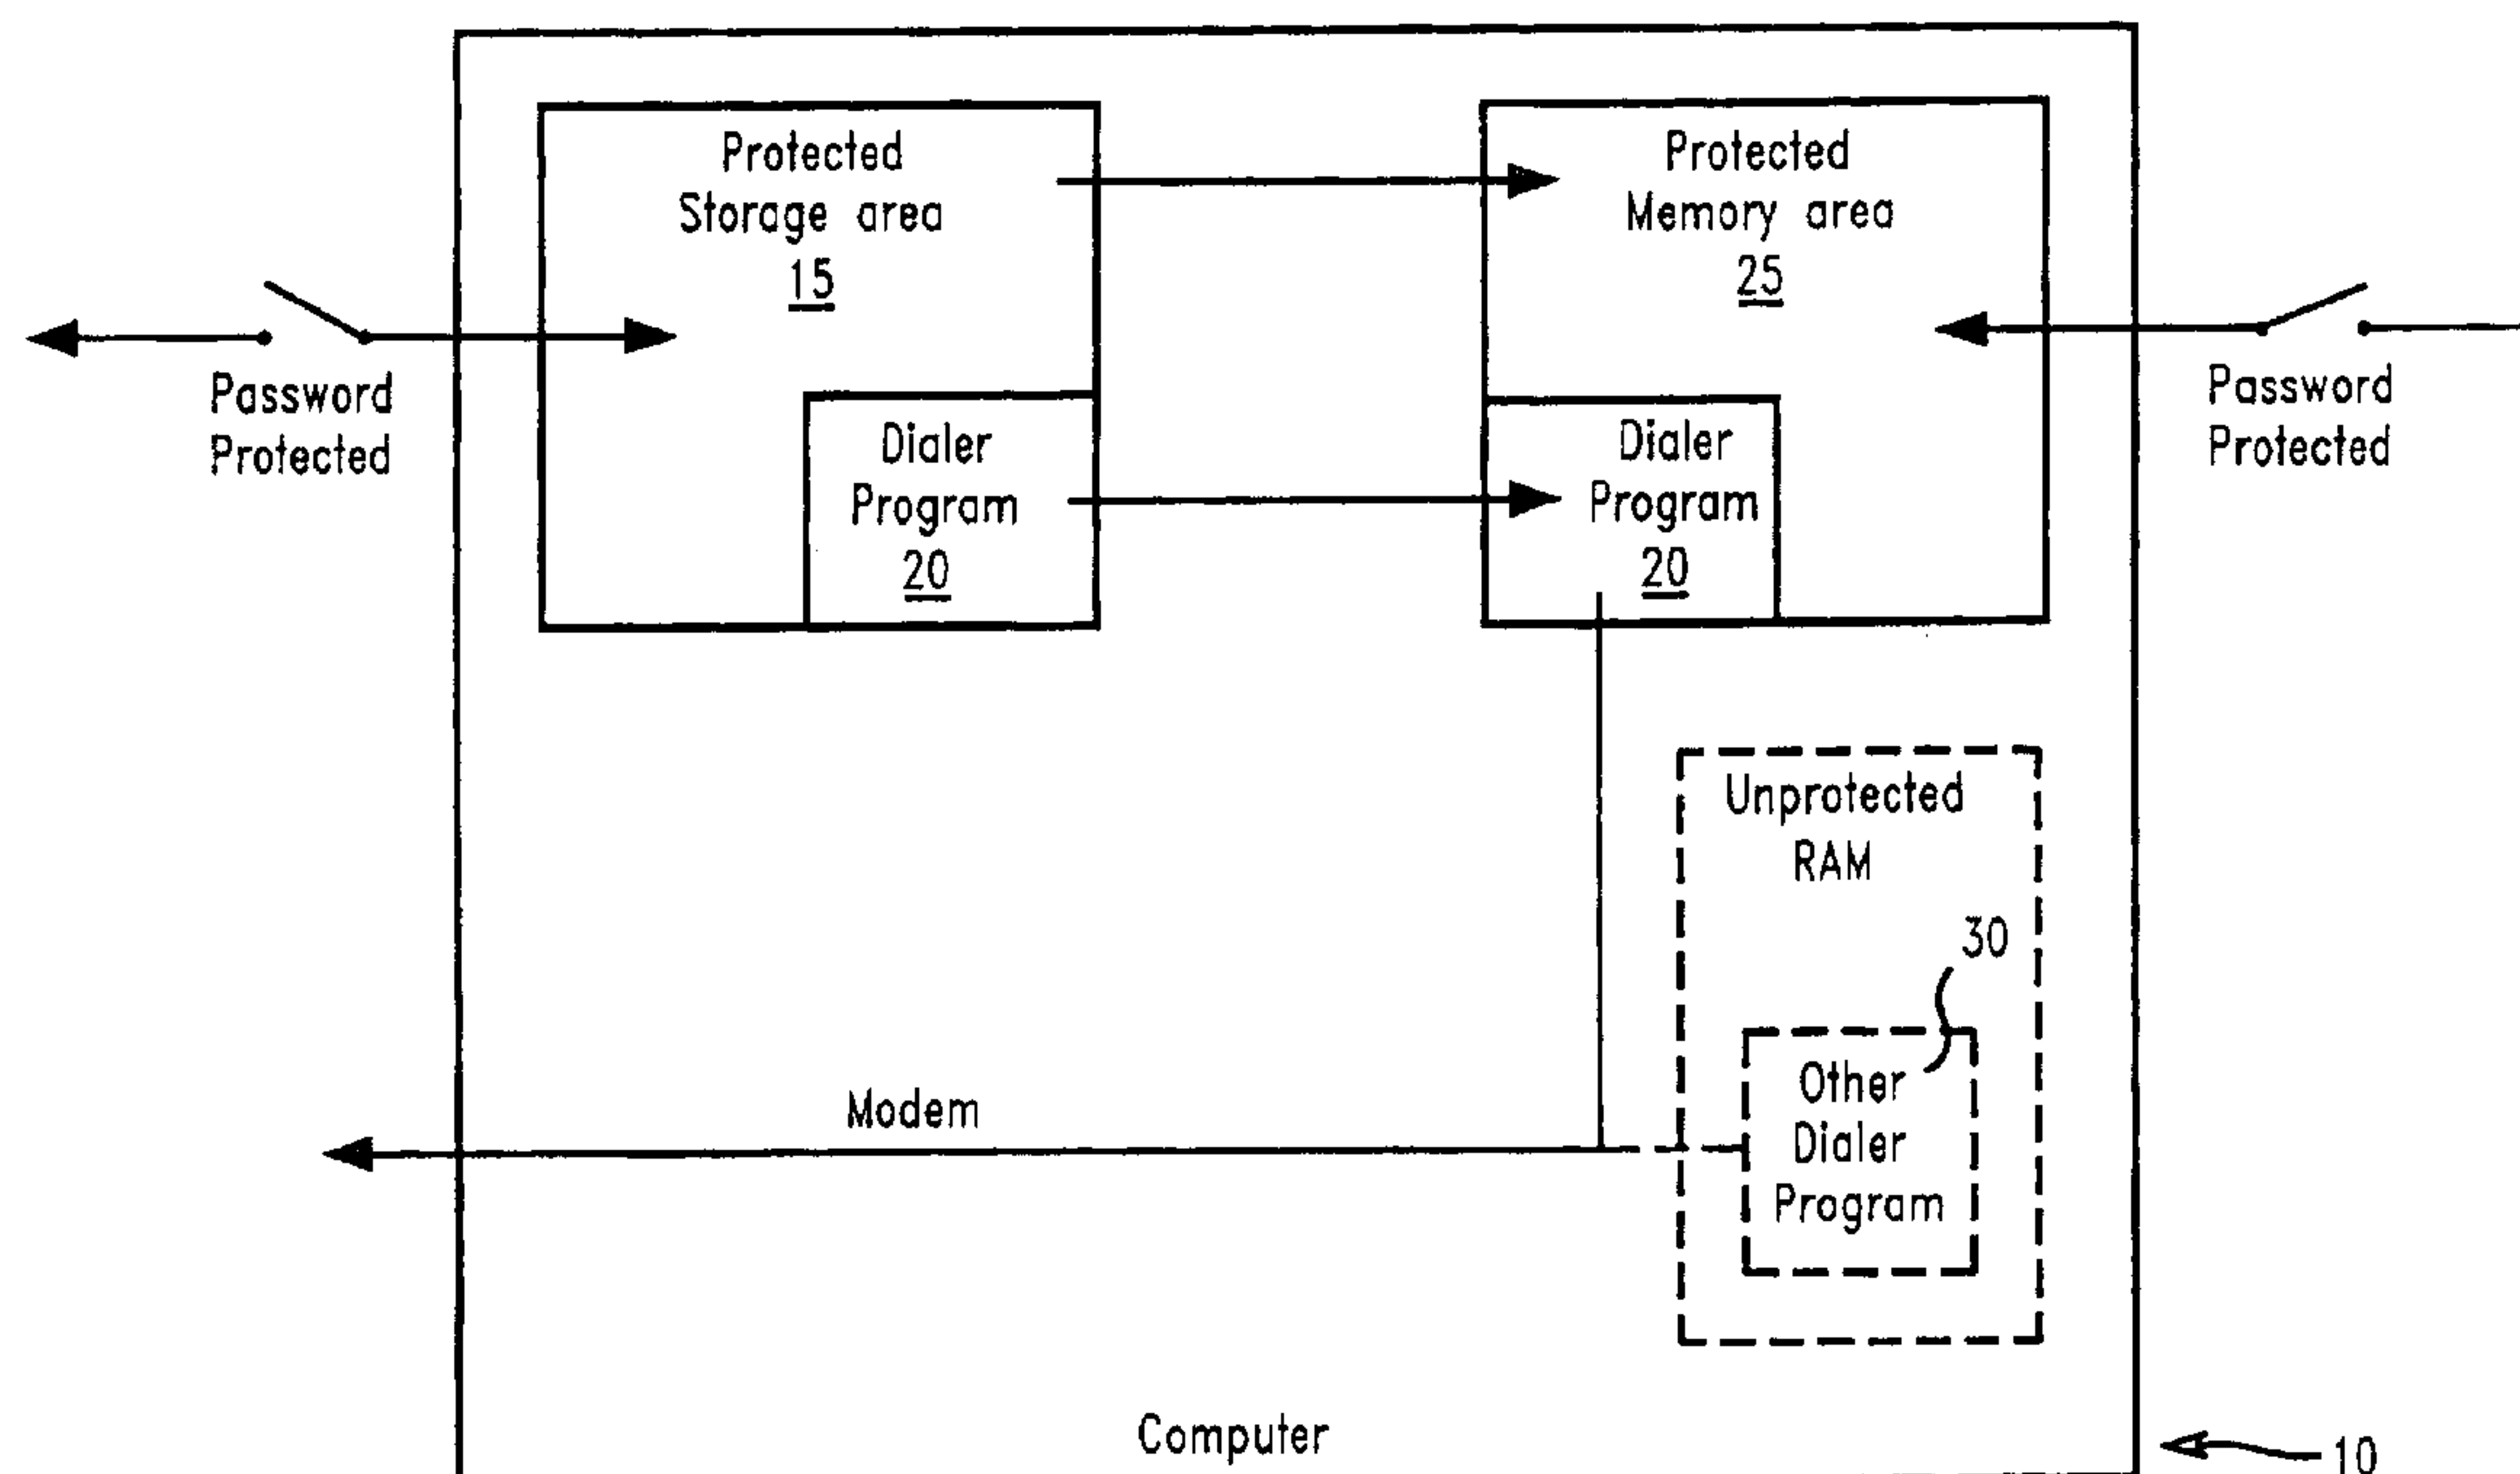 Protected
Storage area
15
Protected
Memory area
25
Password
Protected
Password
Protected
Dialer
Program
20
Dialer
Program
20
Unprotected
RAM
30
Other
Dialer
Program
Modem
Computer
10